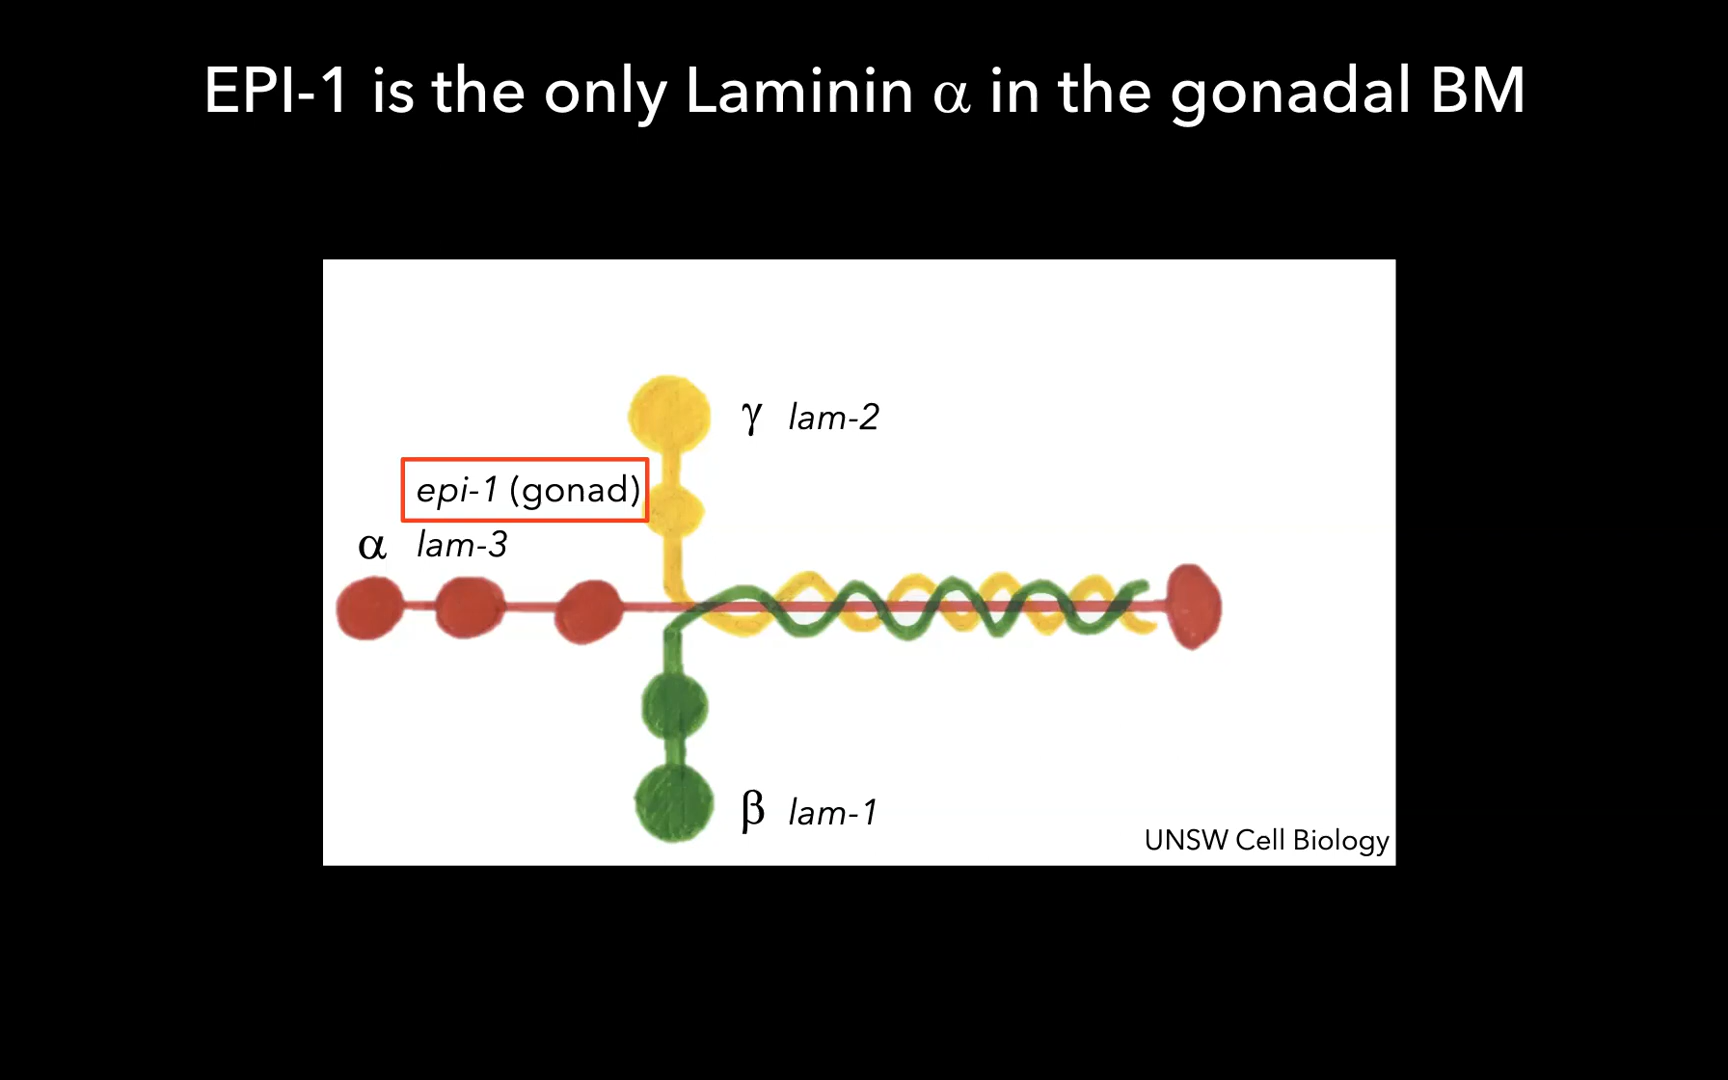 EPI-1 is the only Laminin α in the gonadal BM
γ lam-2
epi-1 (gonad)
α lam-3
β lam-1
UNSW Cell Biology